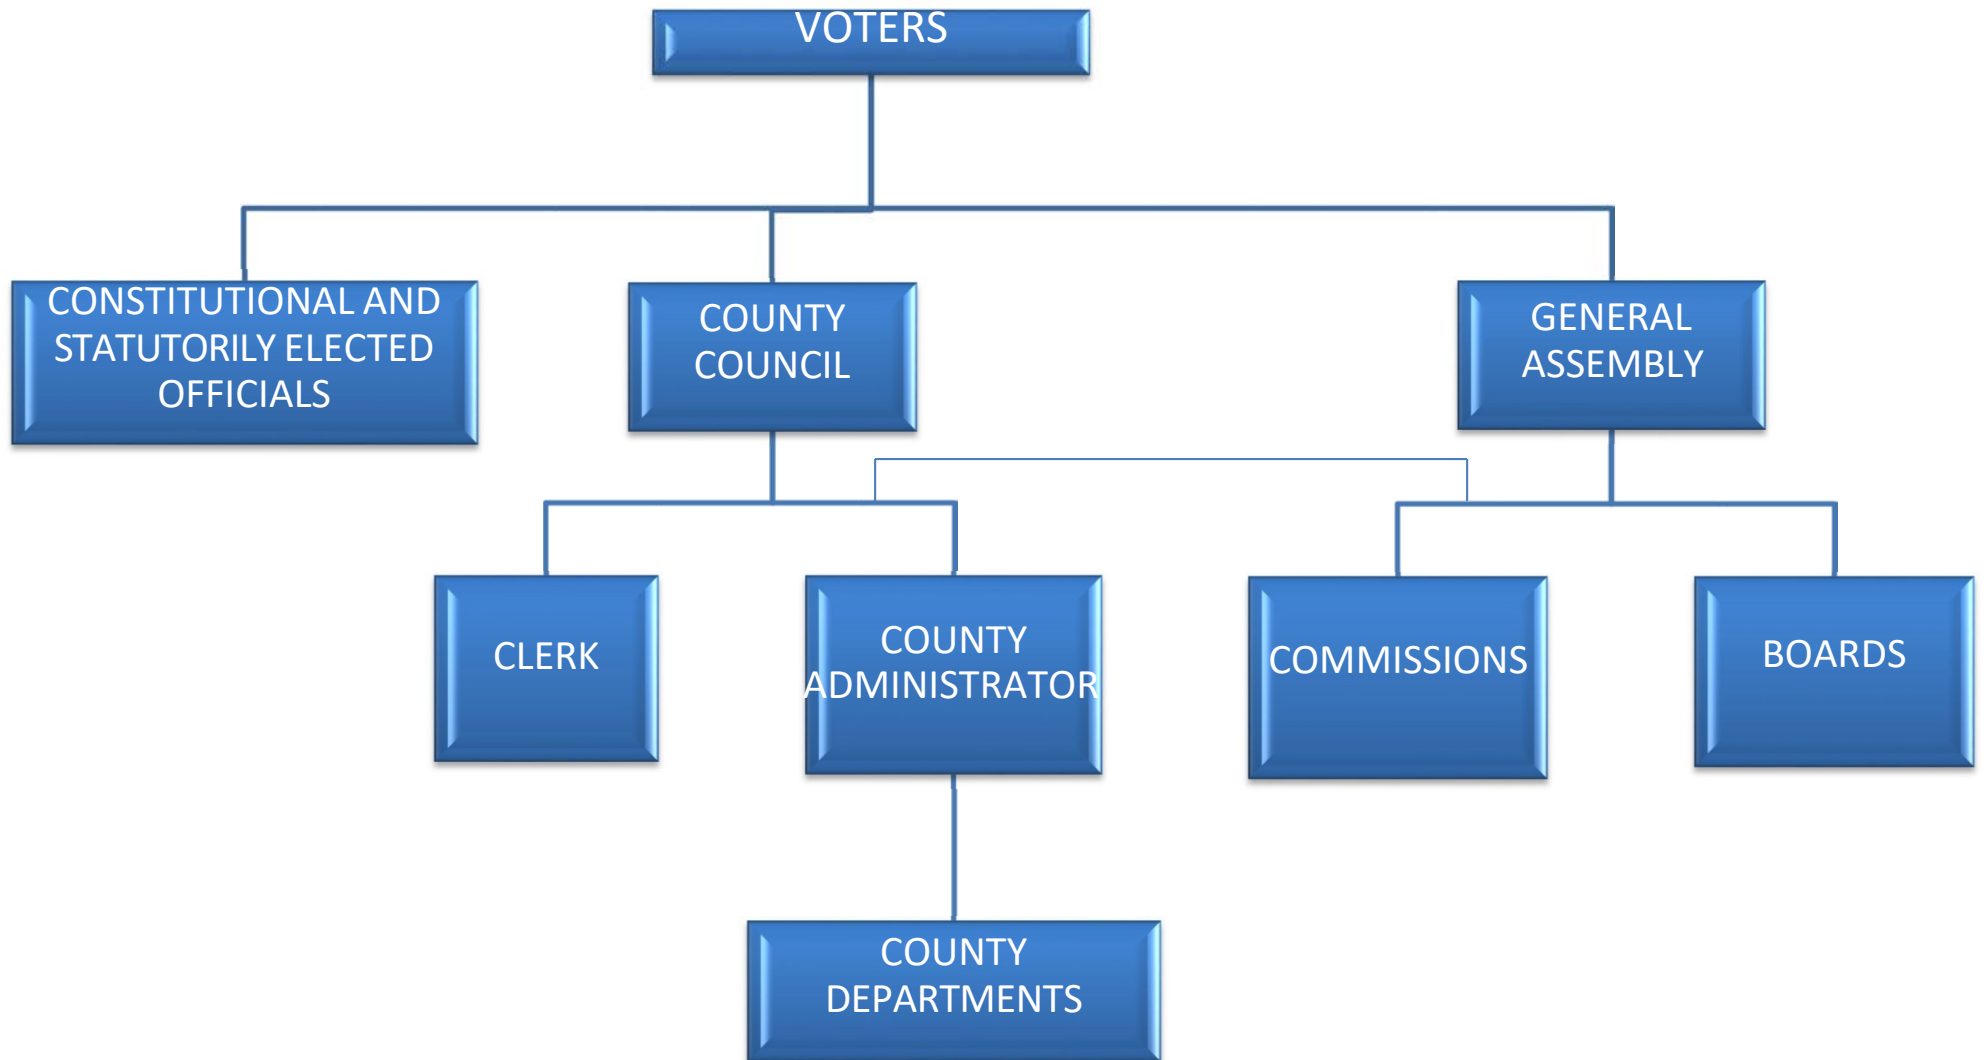 VOTERS
CONSTITUTIONAL AND
STATUTORILY ELECTED
OFFICIALS
COUNTY
COUNCIL
GENERAL
ASSEMBLY
CLERK
COUNTY
ADMINISTRATOR
COMMISSIONS
BOARDS
COUNTY
DEPARTMENTS